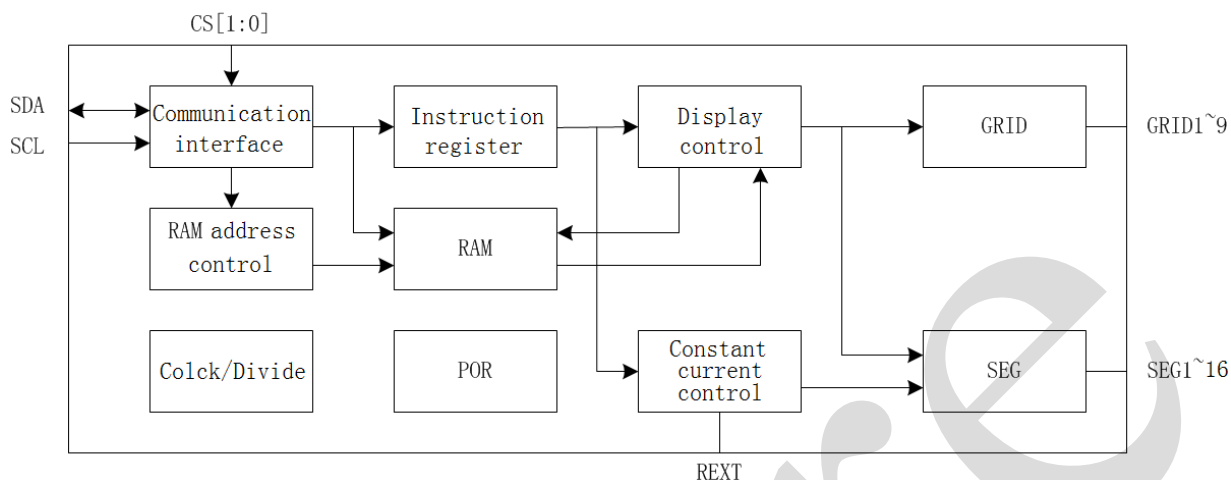 CS[1:0]
SDA
SCL
Communication
interface
Instruction
register
Display
control
GRID
GRID1~9
RAM address
control
RAM
Colck/Divide
POR
Constant
current
control
SEG
SEG1~16
REXT